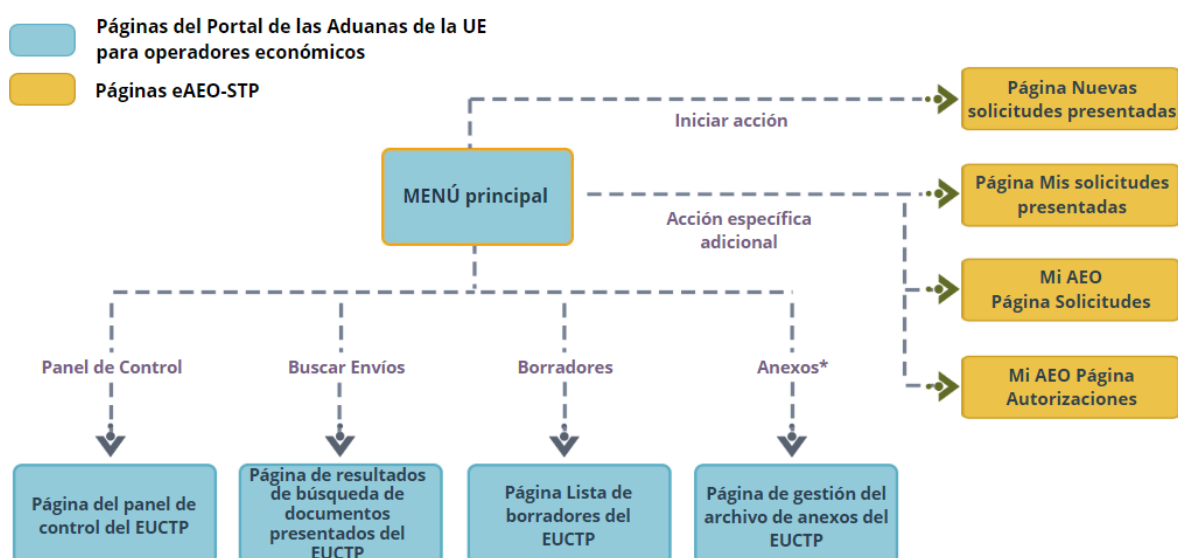 Páginas del Portal de las Aduanas de la UE
para operadores económicos
Páginas eAEO-STP
Iniciar acción
Página Nuevas
solicitudes presentadas
MENÚ principal
Acción específica
adicional
Página Mis solicitudes
presentadas
Mi AEO
Página Solicitudes
Mi AEO Página
Autorizaciones
Panel de Control
Buscar Envíos
Borradores
Anexos*
Página del panel de
control del EUCTP
Página de resultados
de búsqueda de
documentos
presentados del
EUCTP
Página Lista de
borradores del
EUCTP
Página de gestión del
archivo de anexos del
EUCTP